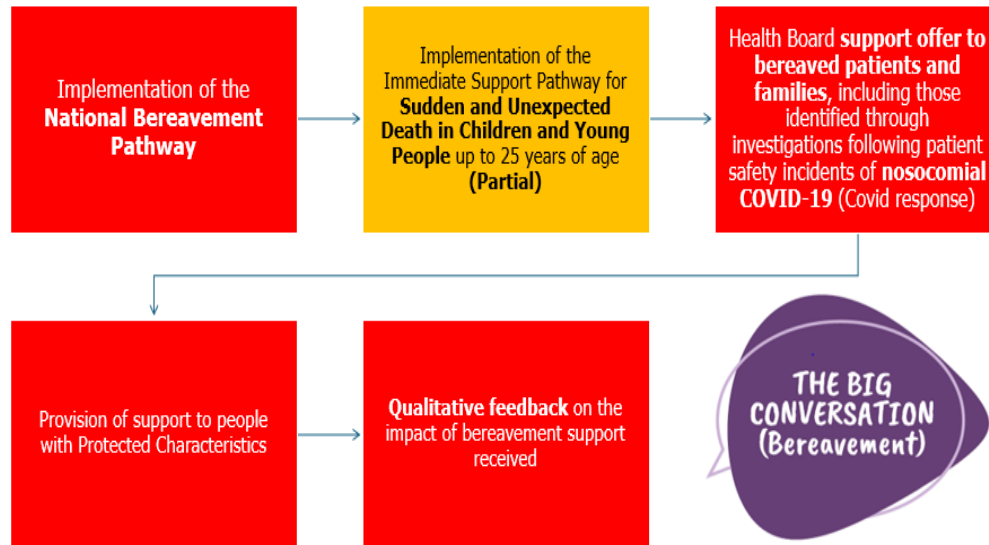 Implementation of the
National Bereavement
Pathway
Implementation of the
Immediate Support Pathway for
Sudden and Unexpected
Death in Children and Young
People up to 25 years of age
(Partial)
Health Board support offer to
bereaved patients and
families, including those
identified through
investigations following patient
safety incidents of nosocomial
COVID-19 (Covid response)
Provision of support to people
with Protected Characteristics
Qualitative feedback on the
impact of bereavement support
received
THE BIG
CONVERSATION
(Bereavement)